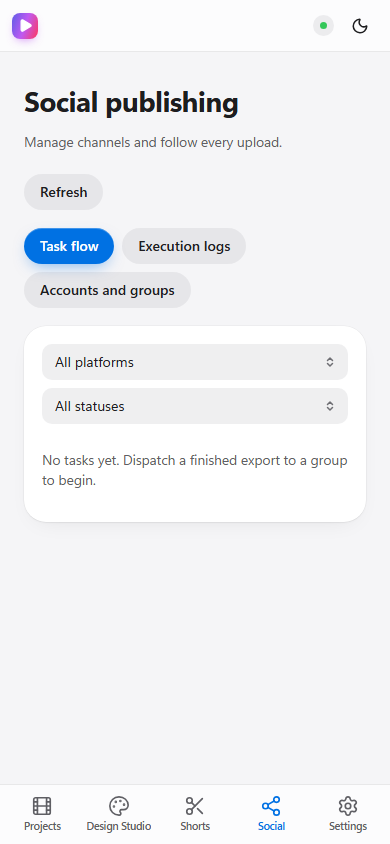 Social publishing
Manage channels and follow every upload.
Refresh
Task flow
Execution logs
Accounts and groups
All platforms
All statuses
No tasks yet. Dispatch a finished export to a group
to begin.
Projects
Design Studio
Shorts
Social
Settings